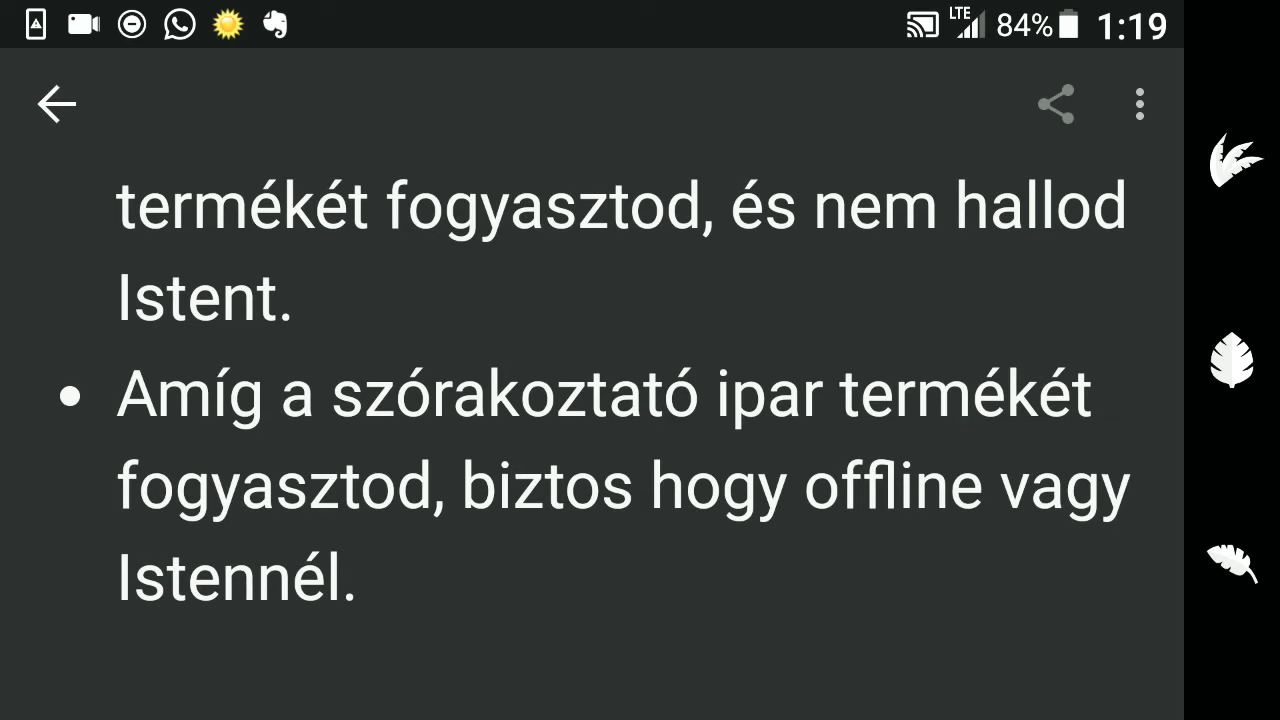 LTE 84% 1:19
termékét fogyasztod, és nem hallod
Istent.
• Amíg a szórakoztató ipar termékét
fogyasztod, biztos hogy offline vagy
Istennél.